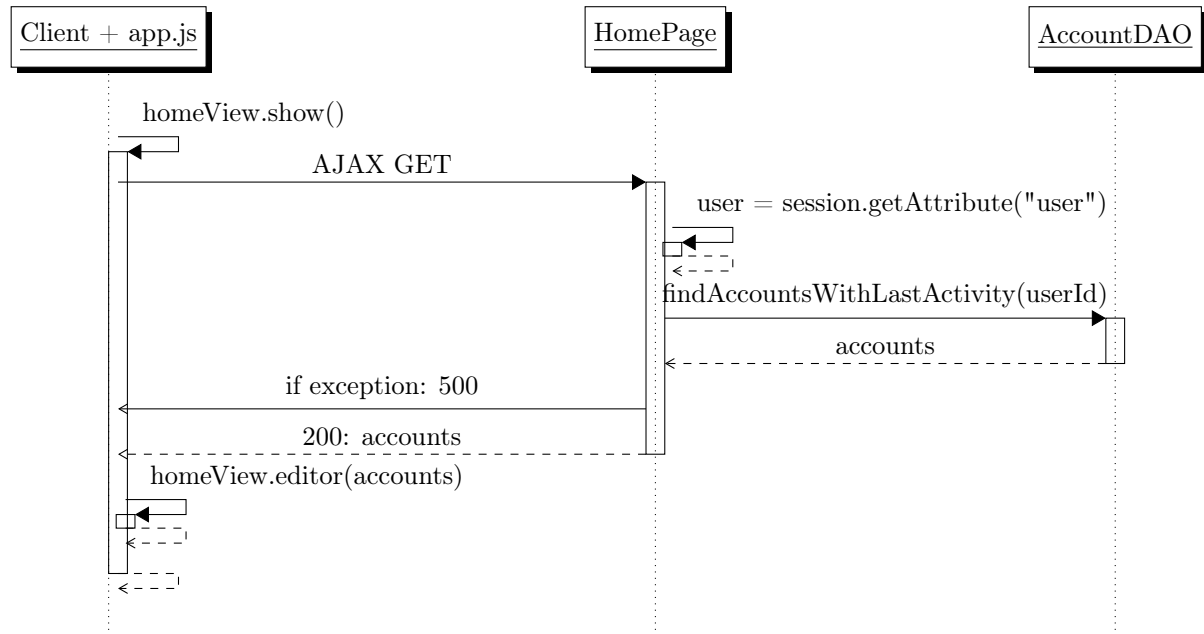 Client + app.js
HomePage
AccountDAO
homeView.show()
AJAX GET
user = session.getAttribute("user")
findAccountsWithLastActivity(userId)
accounts
if exception: 500
200: accounts
homeView.editor(accounts)